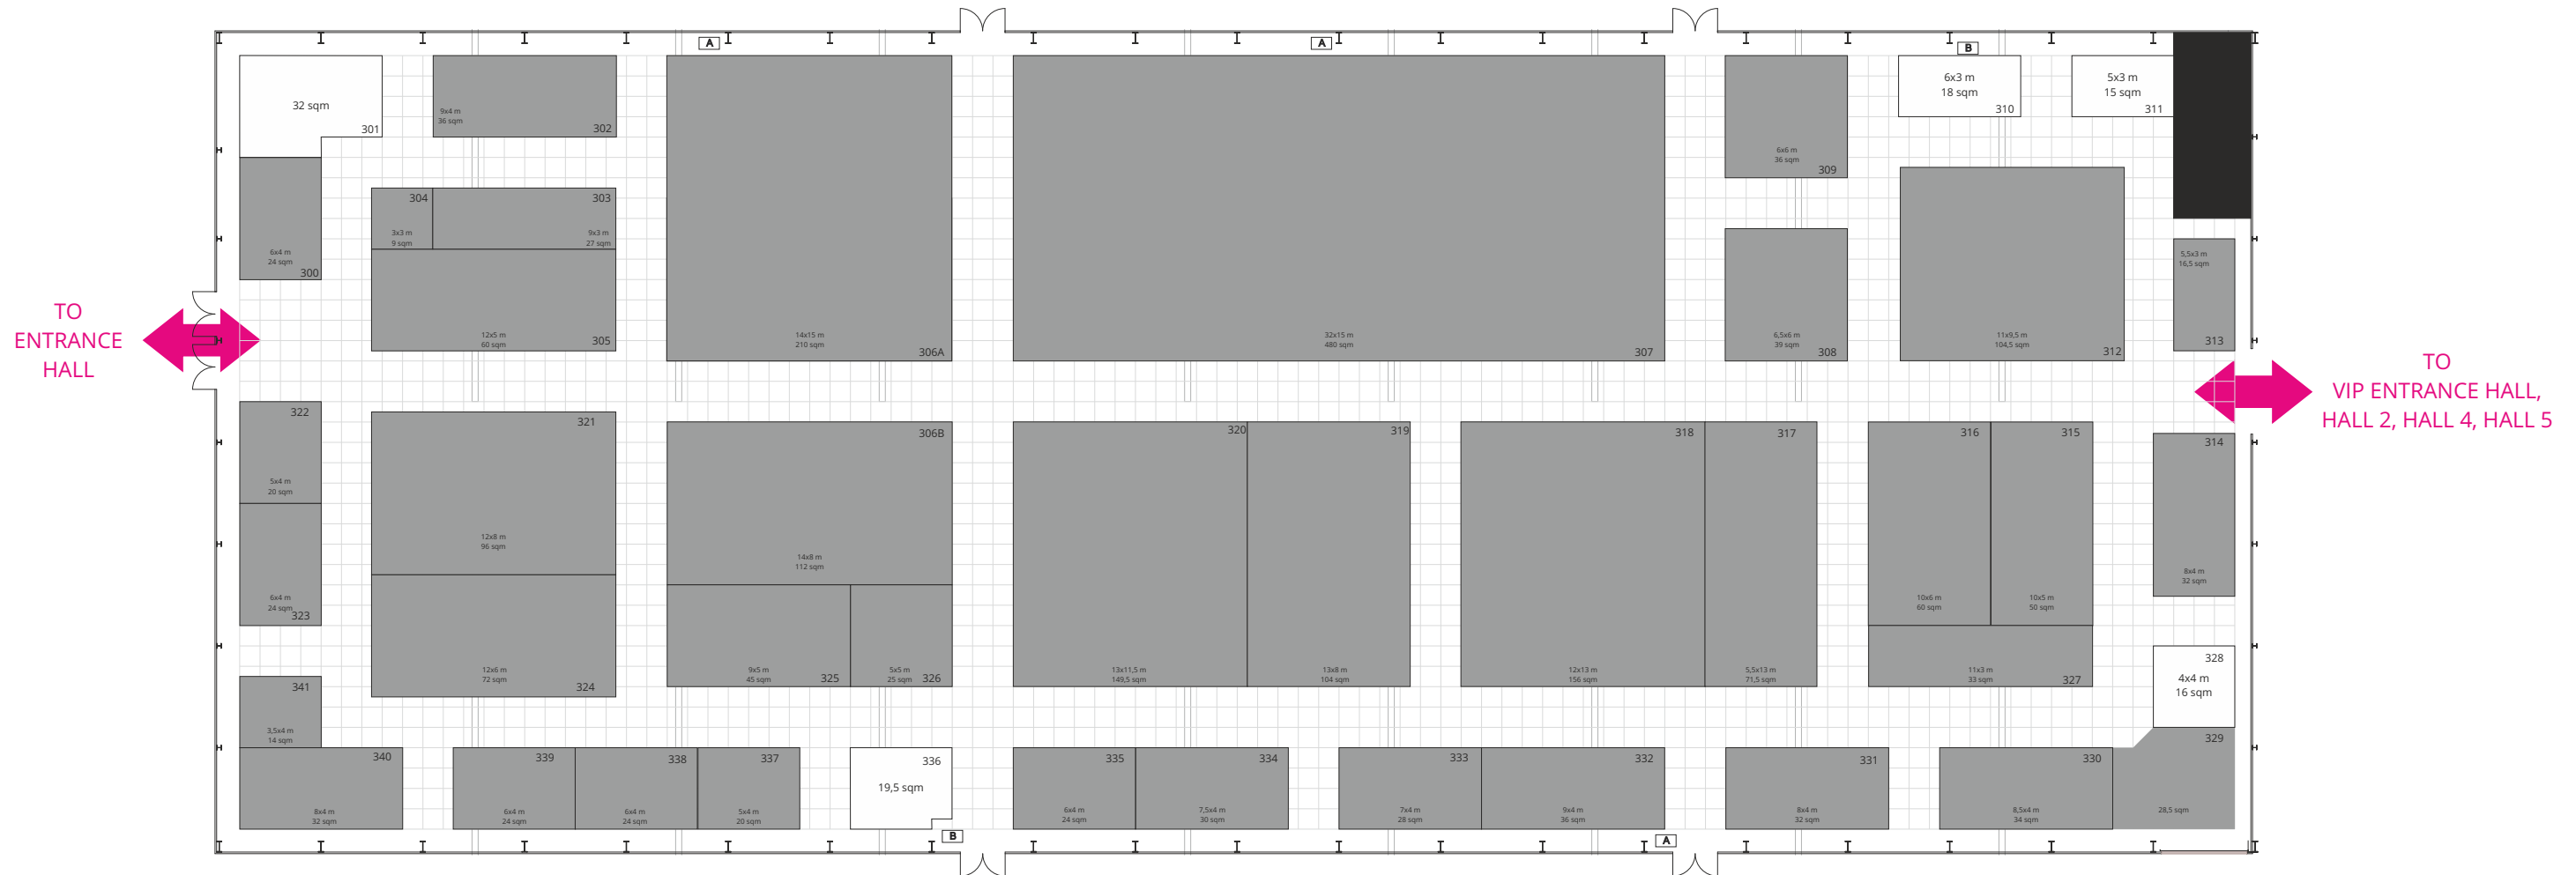 A
A
B
32 sqm
301
9x4 m
36 sqm
302
6x4 m
24 sqm
300
304
3x3 m
9 sqm
303
9x3 m
27 sqm
12x5 m
60 sqm
305
14x15 m
210 sqm
306A
32x15 m
480 sqm
307
6x6 m
36 sqm
309
6,5x6 m
39 sqm
308
6x3 m
18 sqm
310
5x3 m
15 sqm
311
11x9,5 m
104,5 sqm
312
5,5x3 m
16,5 sqm
313
TO
ENTRANCE
HALL
TO
VIP ENTRANCE HALL,
HALL 2, HALL 4, HALL 5
322
5x4 m
20 sqm
6x4 m
24 sqm
323
321
12x8 m
96 sqm
12x6 m
72 sqm
324
306B
14x8 m
112 sqm
9x5 m
45 sqm
325
5x5 m
25 sqm
326
320
13x11,5 m
149,5 sqm
319
13x8 m
104 sqm
318
12x13 m
156 sqm
317
5,5x13 m
71,5 sqm
316
10x6 m
60 sqm
315
10x5 m
50 sqm
11x3 m
33 sqm
327
314
8x4 m
32 sqm
328
4x4 m
16 sqm
329
28,5 sqm
341
3,5x4 m
14 sqm
340
8x4 m
32 sqm
339
6x4 m
24 sqm
338
6x4 m
24 sqm
337
5x4 m
20 sqm
336
19,5 sqm
335
6x4 m
24 sqm
334
7,5x4 m
30 sqm
333
7x4 m
28 sqm
332
9x4 m
36 sqm
331
8x4 m
32 sqm
330
8,5x4 m
34 sqm
B
A